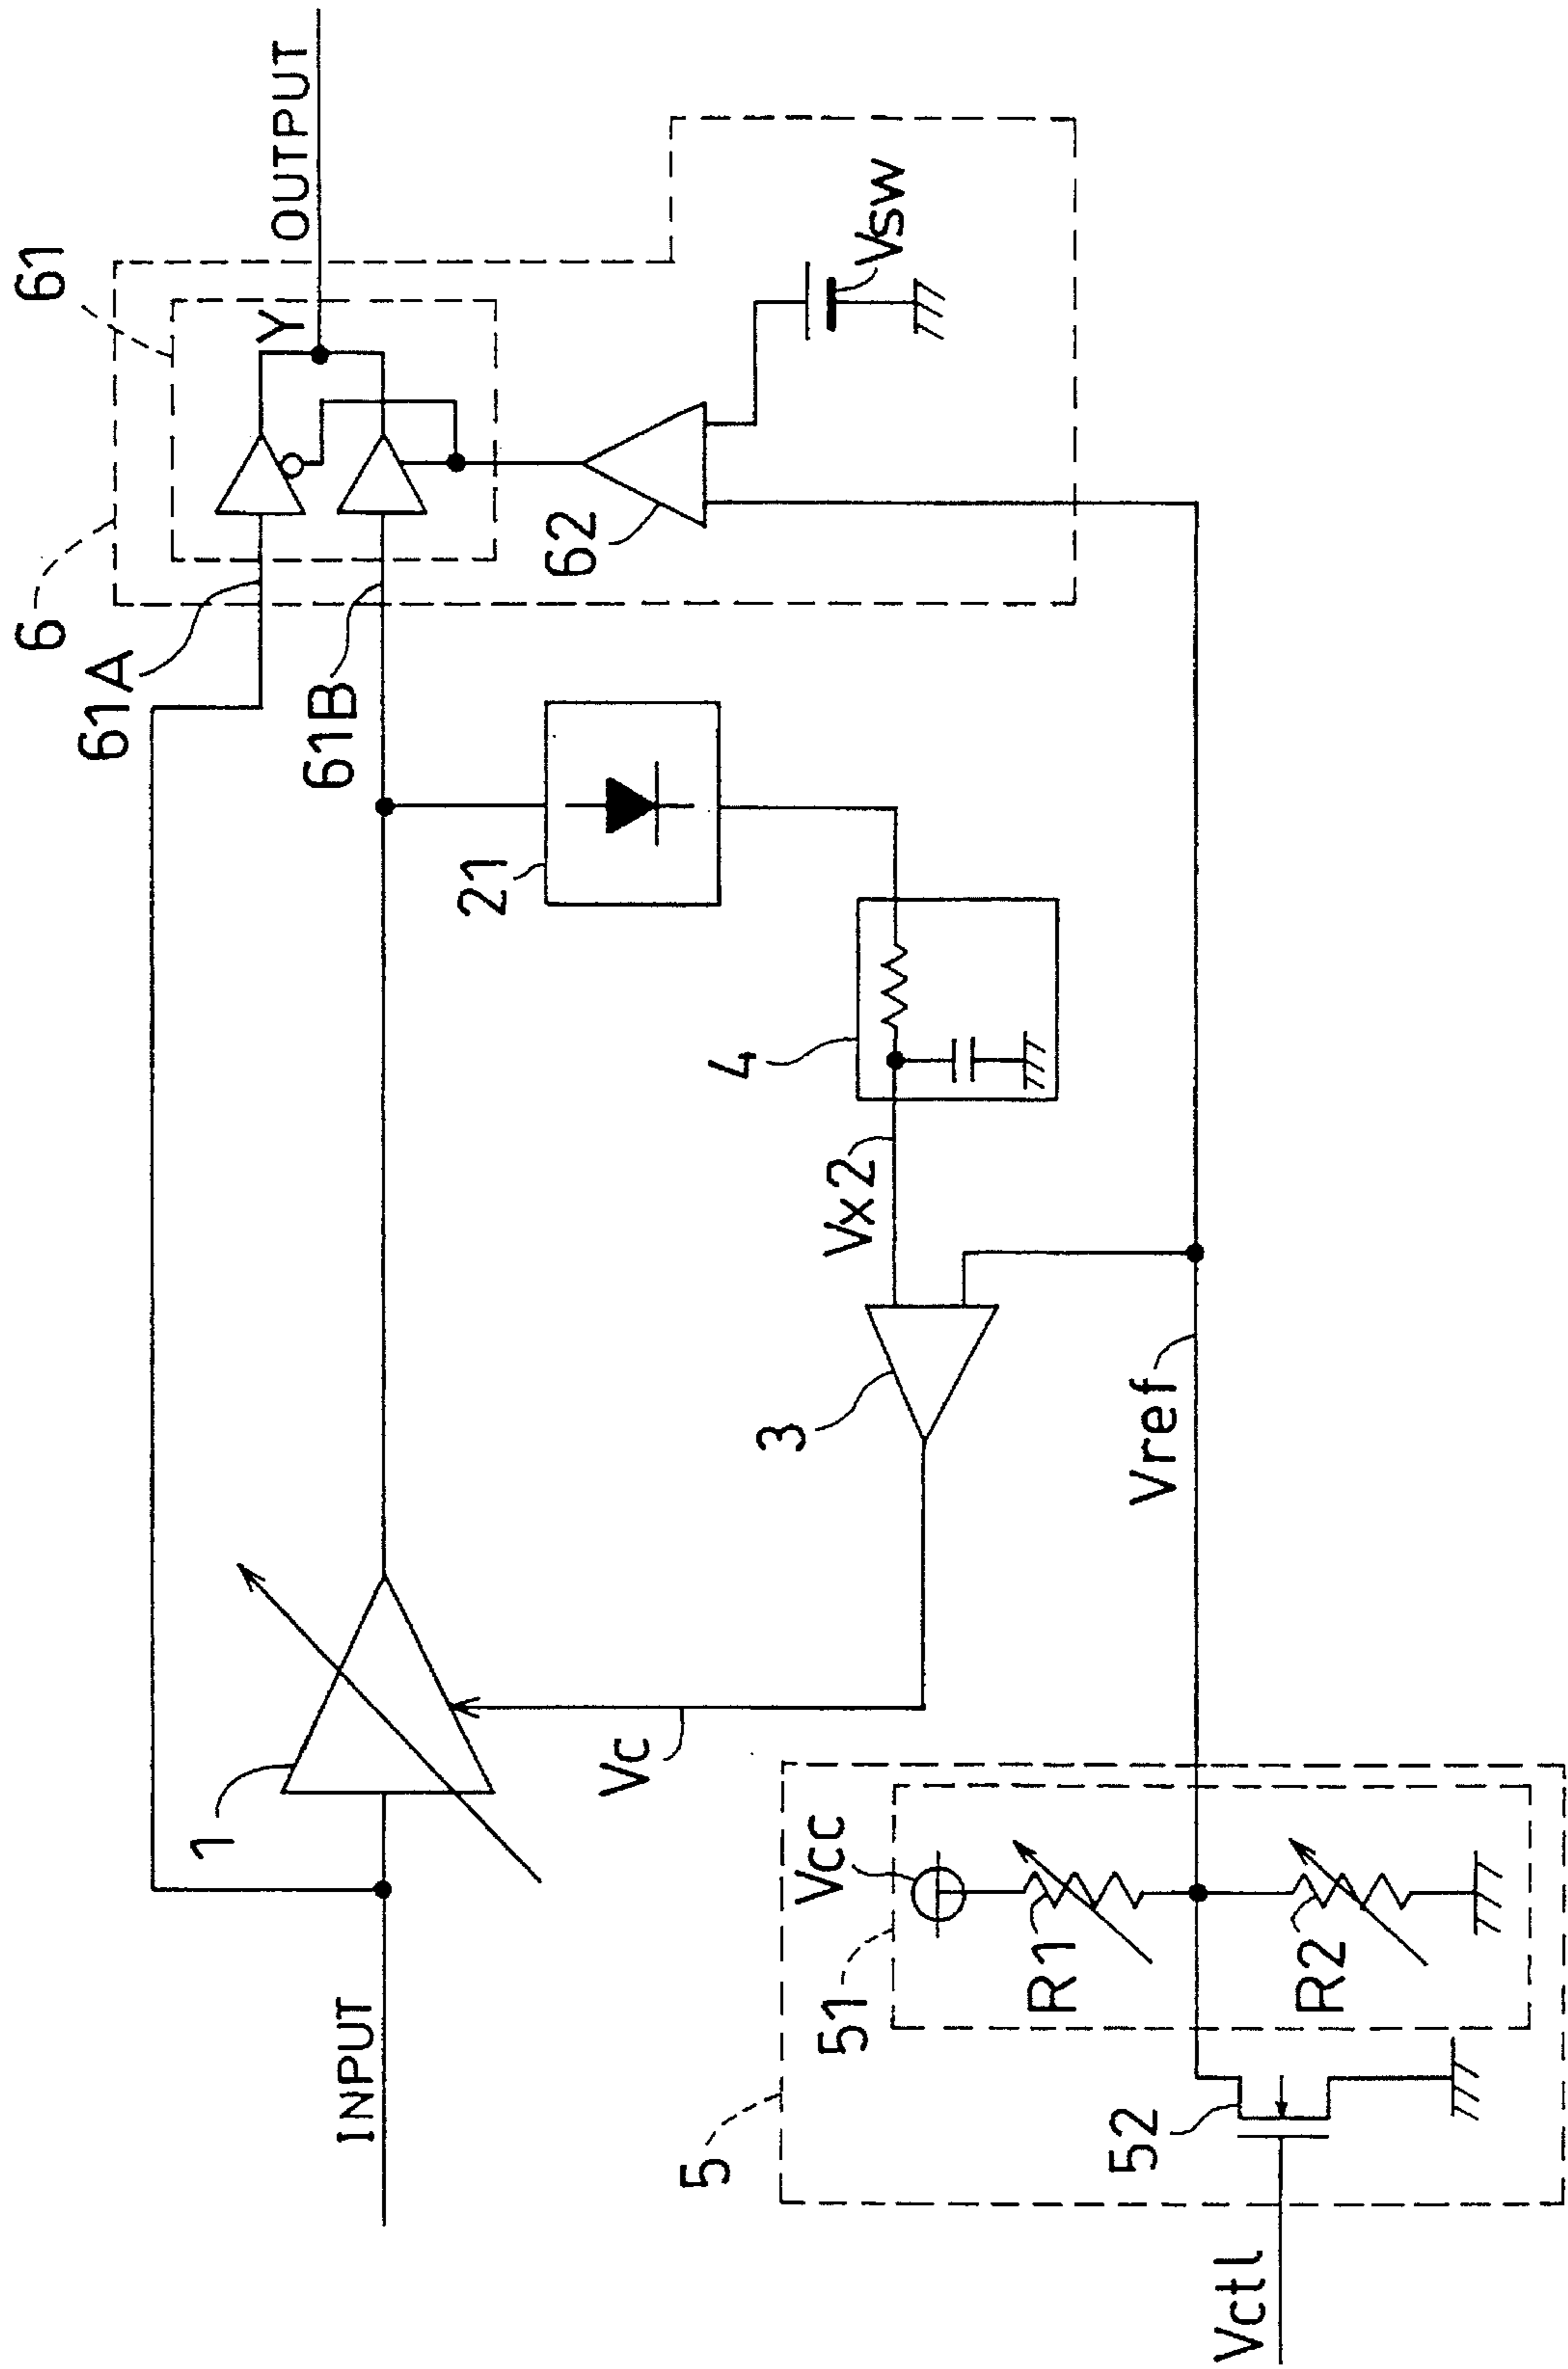 INPUT
1
61A
6
61
OUTPUT
Y
61B
21
62
Vsw
Vc
3
Vx2
4
Vref
5
51
Vcc
R1
R2
52
Vctl